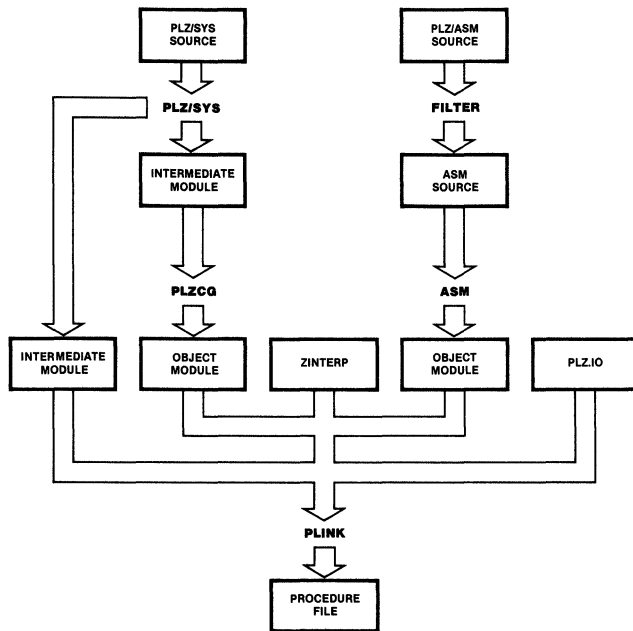 PLZ/SYS
SOURCE
PLZ/ASM
SOURCE
PLZ/SYS
FILTER
INTERMEDIATE
MODULE
ASM
SOURCE
PLZCG
ASM
INTERMEDIATE
MODULE
OBJECT
MODULE
ZINTERP
OBJECT
MODULE
PLZ.IO
PLINK
PROCEDURE
FILE